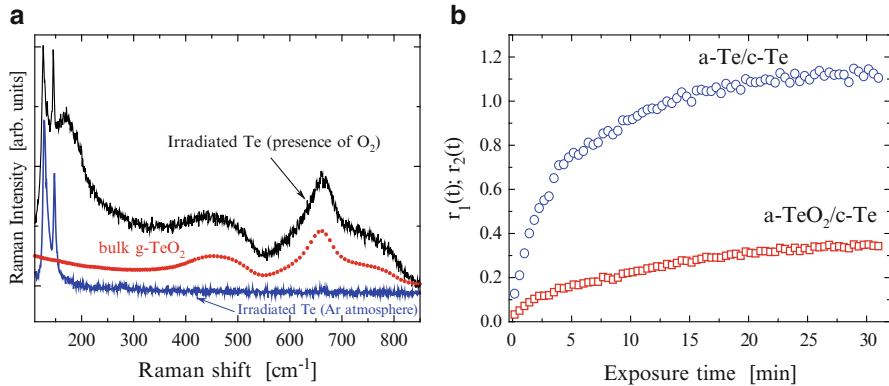 a
Raman Intensity [arb. units]
Irradiated Te (presence of O₂)
bulk g-TeO₂
Irradiated Te (Ar atmosphere)
200 300 400 500 600 700 800
Raman shift [cm⁻¹]
b
r₁(t); r₂(t)
1.2
1.0
0.8
0.6
0.4
0.2
0.0
a-Te/c-Te
a-TeO₂/c-Te
0 5 10 15 20 25 30
Exposure time [min]